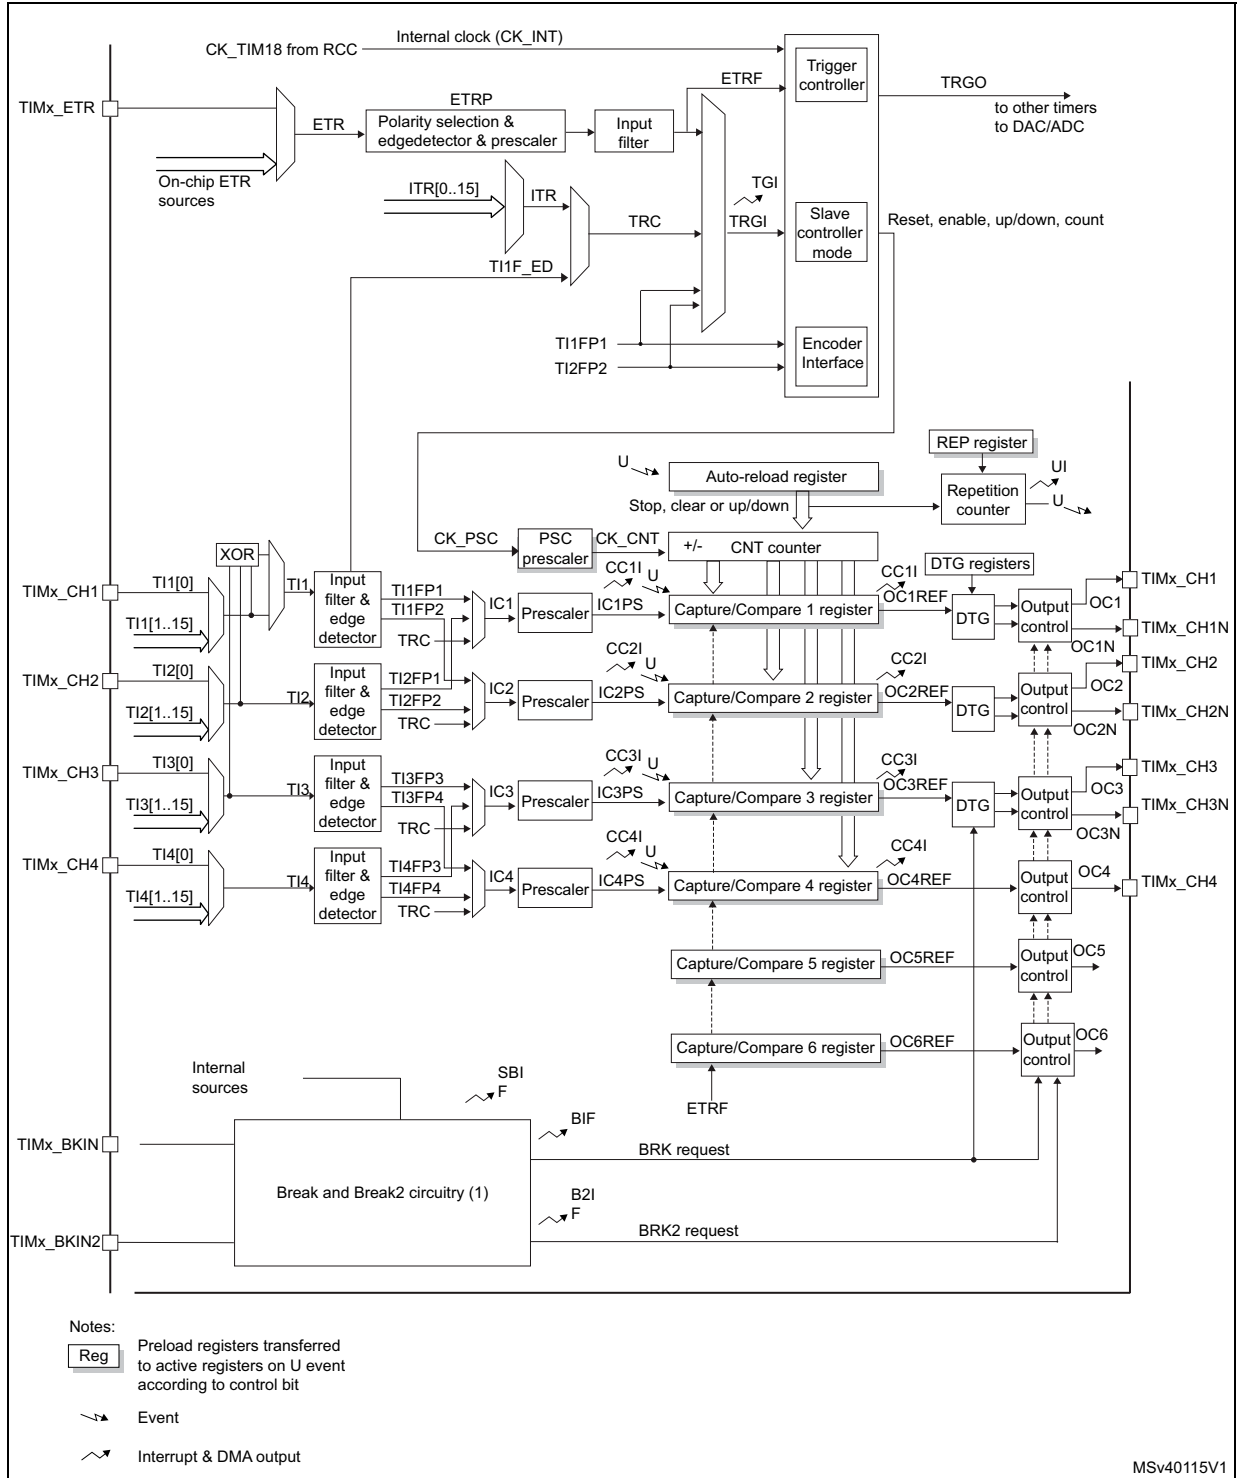 CK_TIM18 from RCC
Internal clock (CK_INT)
TIMx_ETR
ETR
On-chip ETR
sources
ETRP
Polarity selection &
edgedetector & prescaler
Input
filter
ETRF
Trigger
controller
TRGO
to other timers
to DAC/ADC
ITR[0..15]
ITR
TI1F_ED
TRC
TGI
TRGI
Slave
controller
mode
Reset, enable, up/down, count
TI1FP1
TI2FP2
Encoder
Interface
REP register
U
Auto-reload register
Stop, clear or up/down
Repetition
counter
UI
U
CK_PSC
PSC
prescaler
CK_CNT
+/-
CNT counter
DTG registers
XOR
TIMx_CH1
TI1[0]
TI1[1..15]
TI1
Input
filter &
edge
detector
TI1FP1
TI1FP2
TRC
IC1
Prescaler
IC1PS
CC1I
U
Capture/Compare 1 register
CC1I
OC1REF
DTG
Output
control
OC1
TIMx_CH1
TIMx_CH1N
OC1N
TIMx_CH2
TI2[0]
TI2[1..15]
TI2
Input
filter &
edge
detector
TI2FP1
TI2FP2
TRC
IC2
Prescaler
IC2PS
CC2I
U
Capture/Compare 2 register
CC2I
OC2REF
DTG
Output
control
OC2
TIMx_CH2
TIMx_CH2N
OC2N
TIMx_CH3
TI3[0]
TI3[1..15]
TI3
Input
filter &
edge
detector
TI3FP3
TI3FP4
TRC
IC3
Prescaler
IC3PS
CC3I
U
Capture/Compare 3 register
CC3I
OC3REF
DTG
Output
control
OC3
TIMx_CH3
TIMx_CH3N
OC3N
TIMx_CH4
TI4[0]
TI4[1..15]
TI4
Input
filter &
edge
detector
TI4FP3
TI4FP4
TRC
IC4
Prescaler
IC4PS
CC4I
U
Capture/Compare 4 register
CC4I
OC4REF
Output
control
OC4
TIMx_CH4
Capture/Compare 5 register
OC5REF
Output
control
OC5
Capture/Compare 6 register
OC6REF
Output
control
OC6
ETRF
Internal
sources
SBI
F
TIMx_BKIN
BIF
BRK request
Break and Break2 circuitry (1)
B2I
F
TIMx_BKIN2
BRK2 request
Notes:
Reg
Preload registers transferred
to active registers on U event
according to control bit
Event
Interrupt & DMA output
MSv40115V1